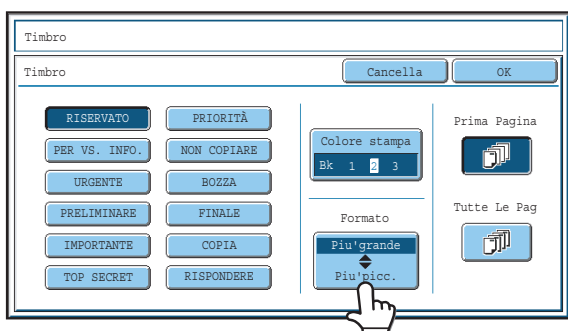 Timbro
Timbro
Cancella
OK
RISERVATO
PRIORITÀ
PER VS. INFO.
NON COPIARE
URGENTE
BOZZA
PRELIMINARE
FINALE
IMPORTANTE
COPIA
TOP SECRET
RISPONDERE
Colore stampa
Bk 1 2 3
Formato
Piu'grande
Piu'picc.
Prima Pagina
Tutte Le Pag